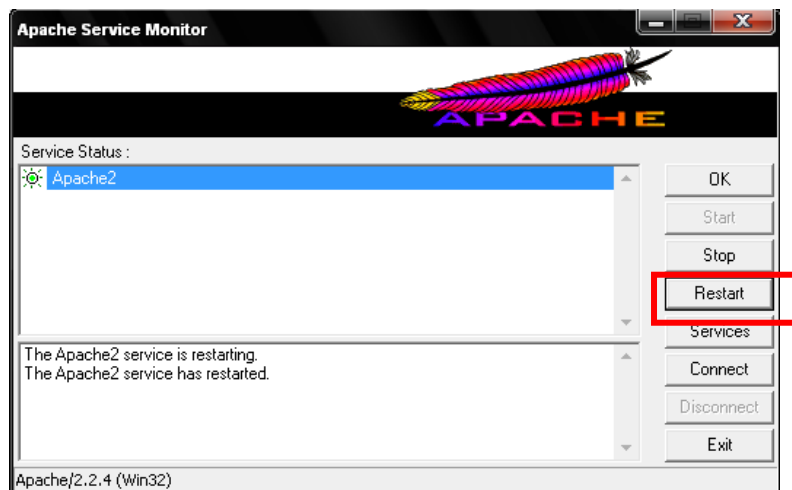 Apache Service Monitor
APACHE
Service Status :
Apache2
OK
Start
Stop
Restart
Services
Connect
Disconnect
Exit
The Apache2 service is restarting.
The Apache2 service has restarted.
Apache/2.2.4 (Win32)